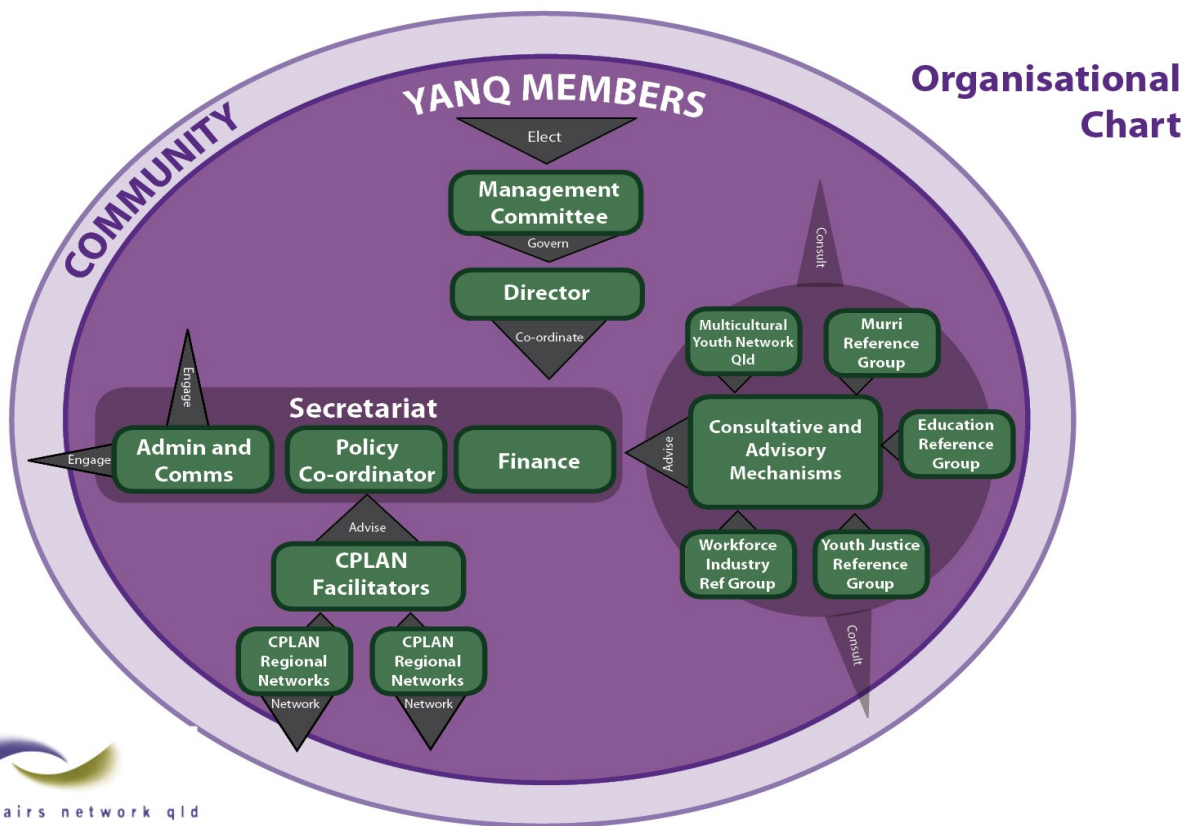 Organisational
Chart
COMMUNITY
YANQ MEMBERS
Elect
Management
Committee
Govern
Director
Co-ordinate
Consult
Multicultural
Youth Network
Qld
Murri
Reference
Group
Engage
Secretariat
Engage
Admin and
Comms
Policy
Co-ordinator
Finance
Advise
Consultative and
Advisory
Mechanisms
Education
Reference
Group
Advise
CPLAN
Facilitators
Workforce
Industry
Ref Group
Youth Justice
Reference
Group
CPLAN
Regional
Networks
CPLAN
Regional
Networks
Network
Network
Consult
airs network qld